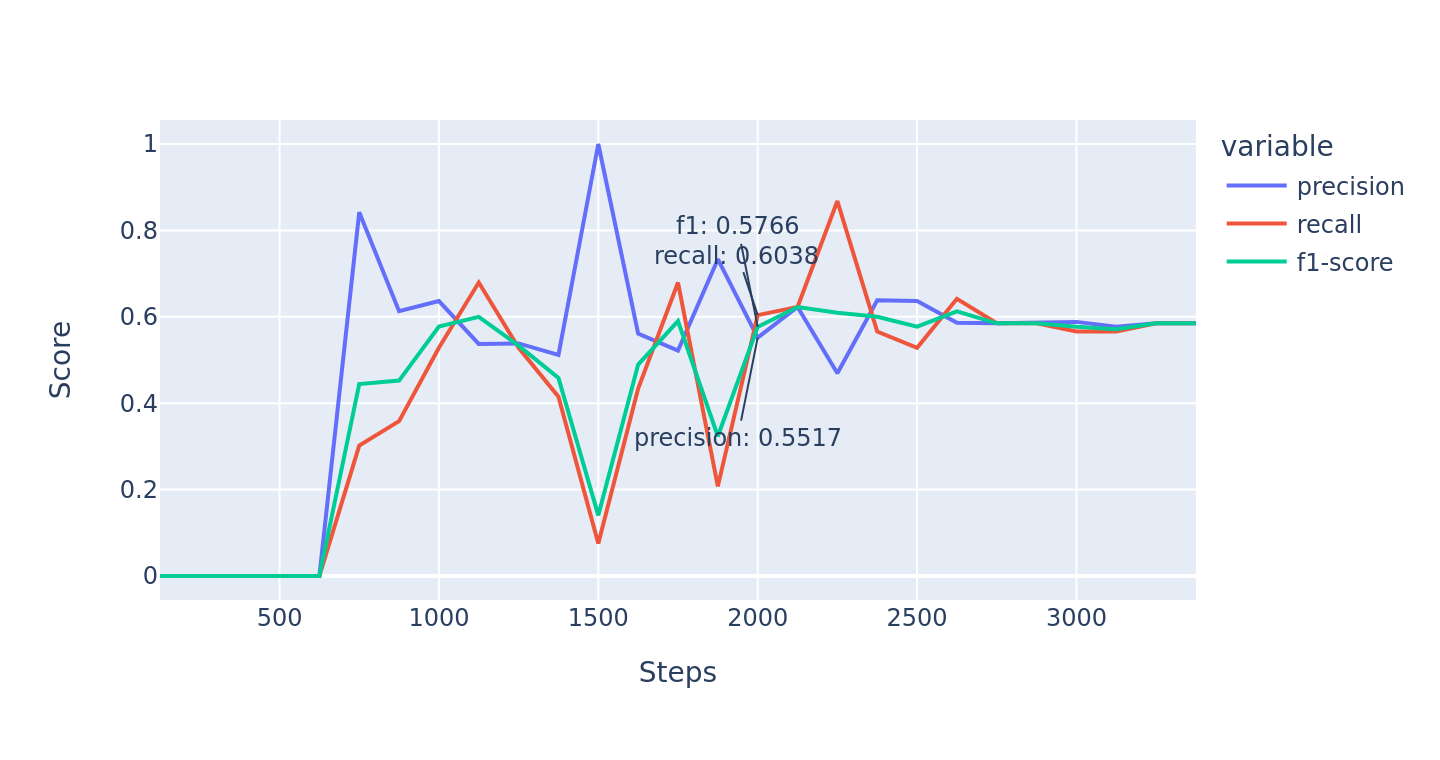 1
0.8
0.6
0.4
0.2
0
Score
f1: 0.5766
recall: 0.6038
precision: 0.5517
500
1000
1500
2000
2500
3000
Steps
variable
precision
recall
f1-score